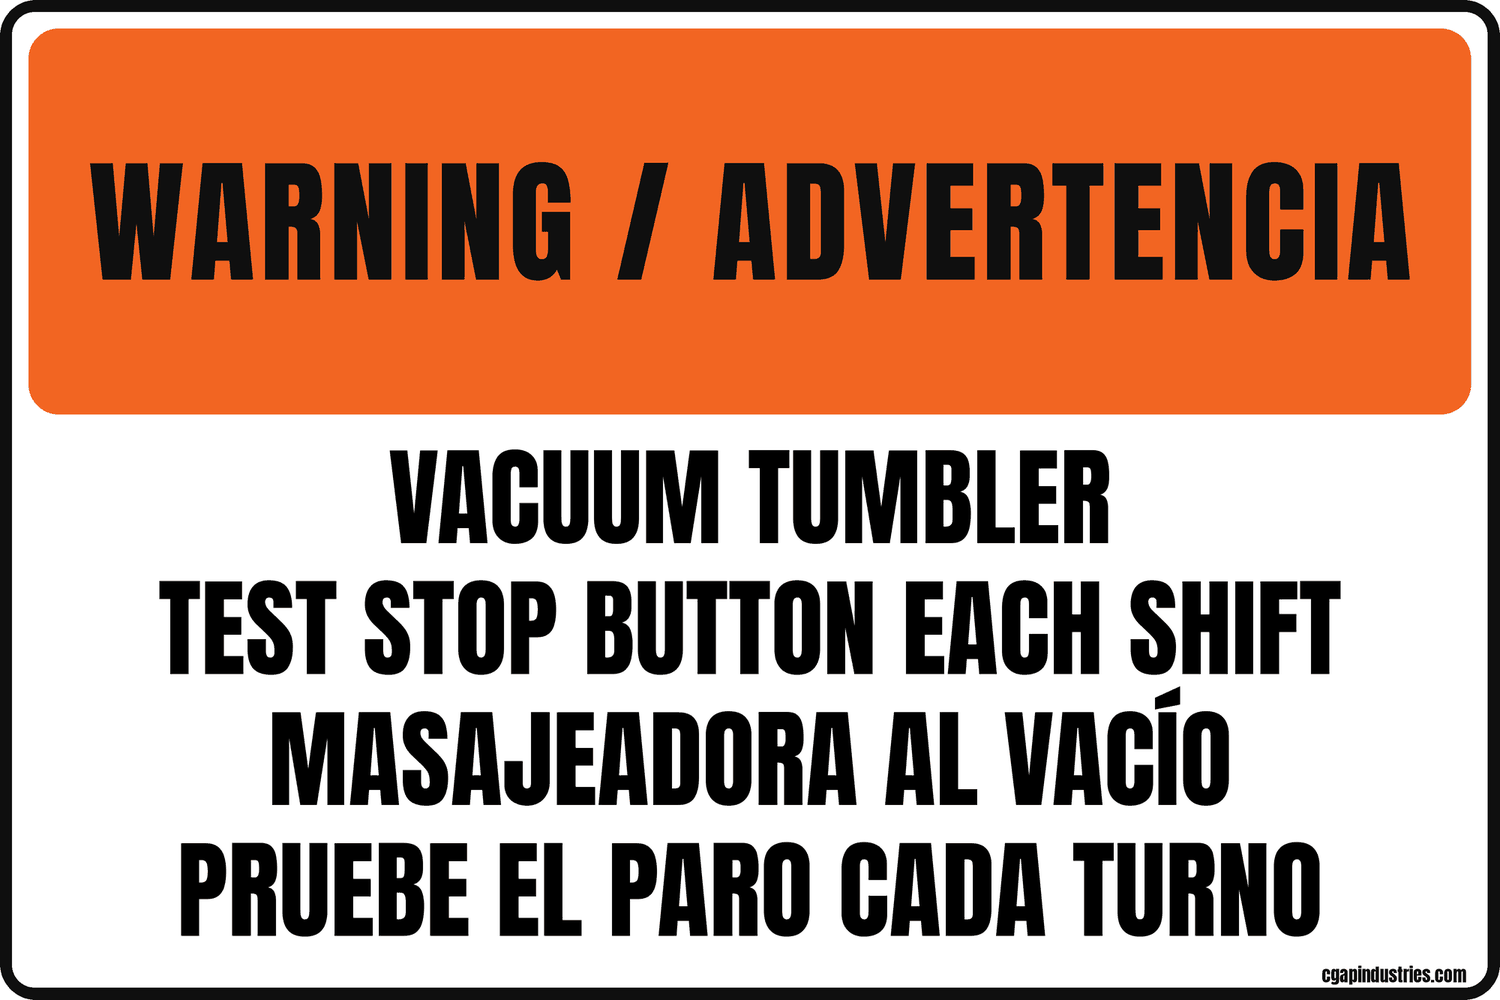 WARNING / ADVERTENCIA
VACUUM TUMBLER
TEST STOP BUTTON EACH SHIFT
MASAJEADORA AL VACÍO
PRUEBE EL PARO CADA TURNO
cgapindustries.com